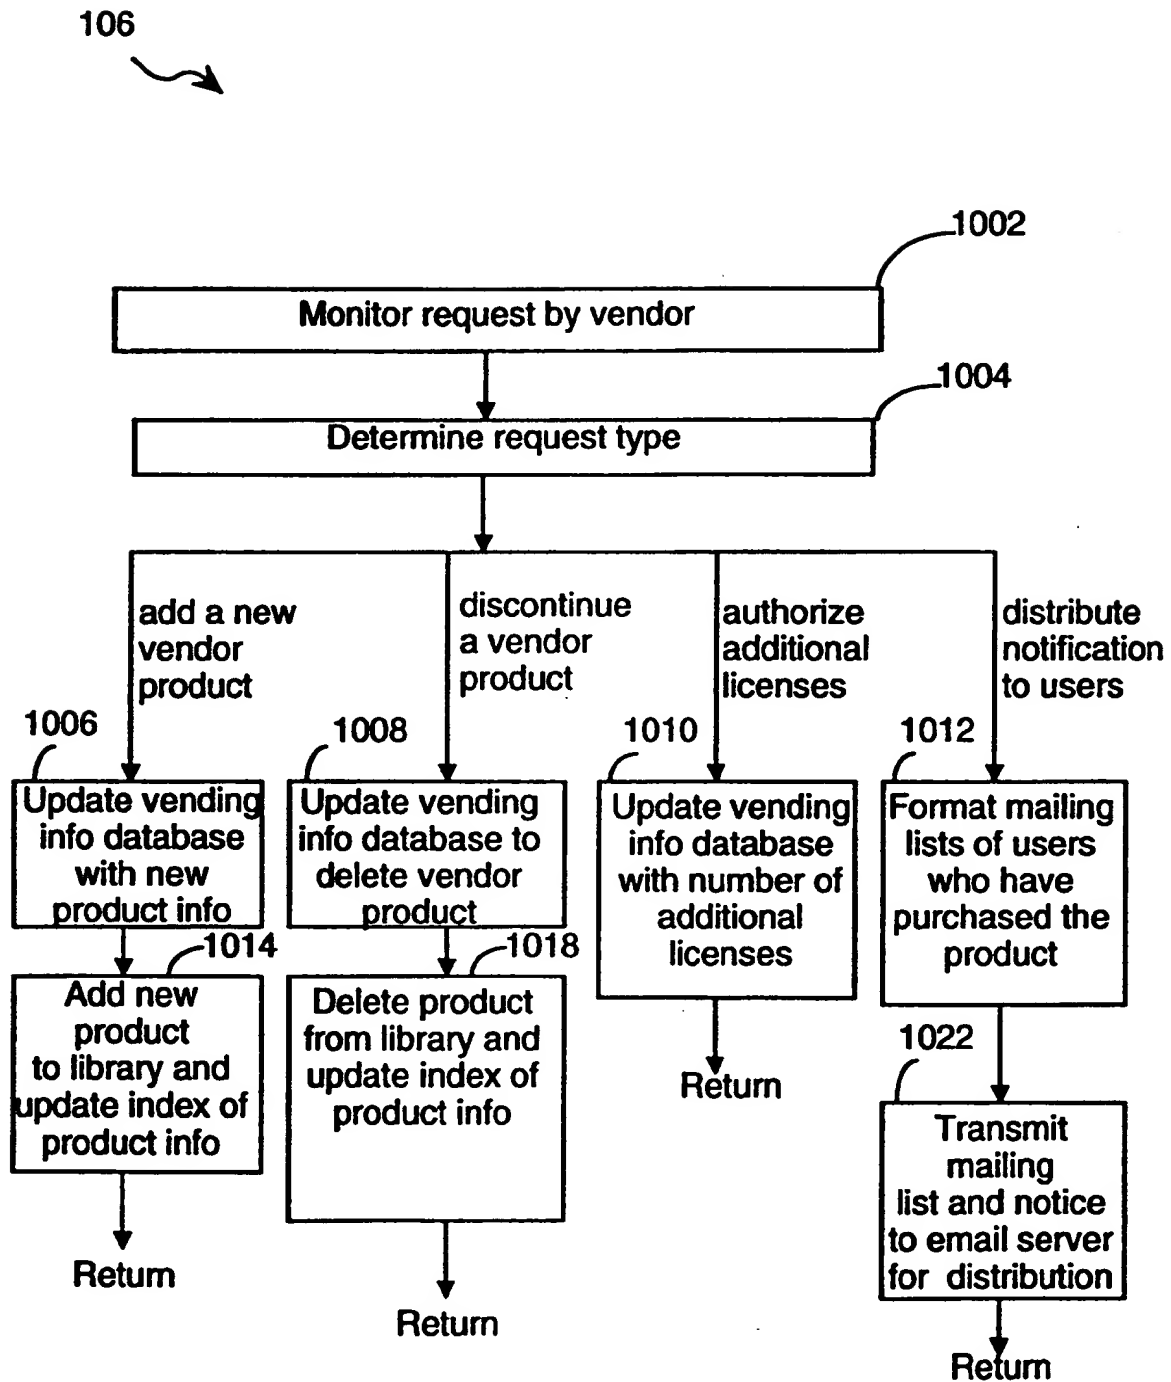 106
1002
Monitor request by vendor
1004
Determine request type
add a new
vendor
product
discontinue
a vendor
product
authorize
additional
licenses
distribute
notification
to users
1006
Update vending
info database
with new
product info
1008
Update vending
info database to
delete vendor
product
1010
Update vending
info database
with number of
additional
licenses
1012
Format mailing
lists of users
who have
purchased the
product
1014
Add new
product
to library and
update index of
product info
1018
Delete product
from library and
update index of
product info
Return
1022
Transmit
mailing
list and notice
to email server
for distribution
Return
Return
Return